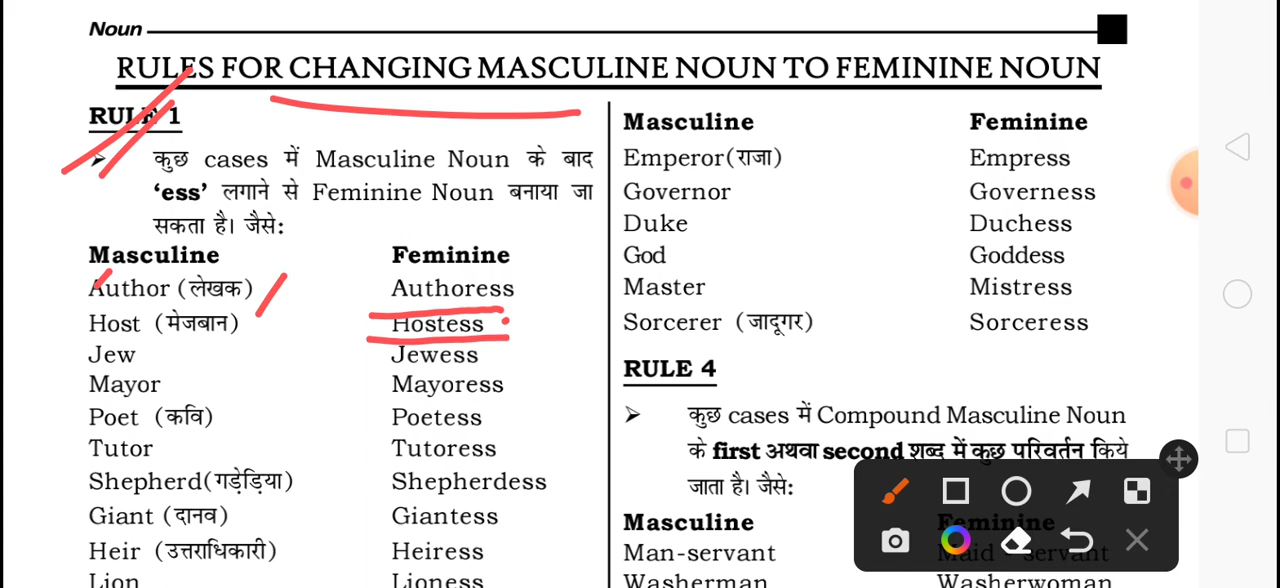 Noun
RULES FOR CHANGING MASCULINE NOUN TO FEMININE NOUN
RULE 1
➢ कुछ cases में Masculine Noun के बाद
‘ess’ लगाने से Feminine Noun बनाया जा
सकता है। जैसे:
Masculine Feminine
Author (लेखक) Authoress
Host (मेजबान) Hostess
Jew Jewess
Mayor Mayoress
Poet (कवि) Poetess
Tutor Tutoress
Shepherd(गड़ेड़िया) Shepherdess
Giant (दानव) Giantess
Heir (उत्तराधिकारी) Heiress
Lion Lioness
Masculine Feminine
Emperor(राजा) Empress
Governor Governess
Duke Duchess
God Goddess
Master Mistress
Sorcerer (जादूगर) Sorceress
RULE 4
➢ कुछ cases में Compound Masculine Noun
के first अथवा second शब्द में कुछ परिवर्तन किये
जाता है। जैसे:
Masculine Feminine
Man-servant Maid - servant
Washerman Washerwoman